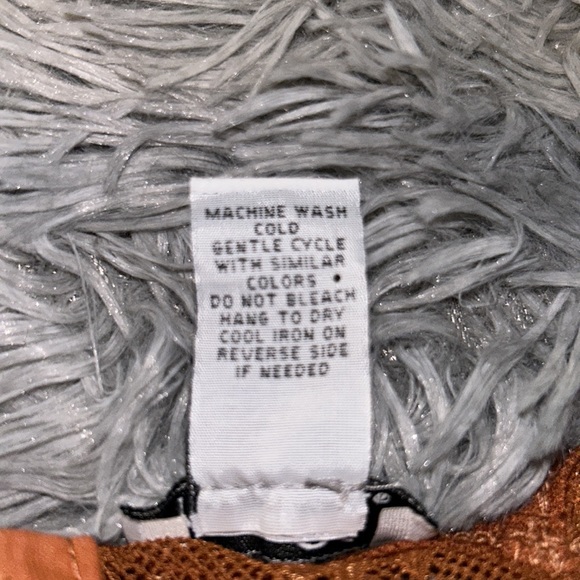 MACHINE WASH
COLD
GENTLE CYCLE
WITH SIMILAR
COLORS
DO NOT BLEACH
HANG TO DRY
COOL IRON ON
REVERSE SIDE
IF NEEDED